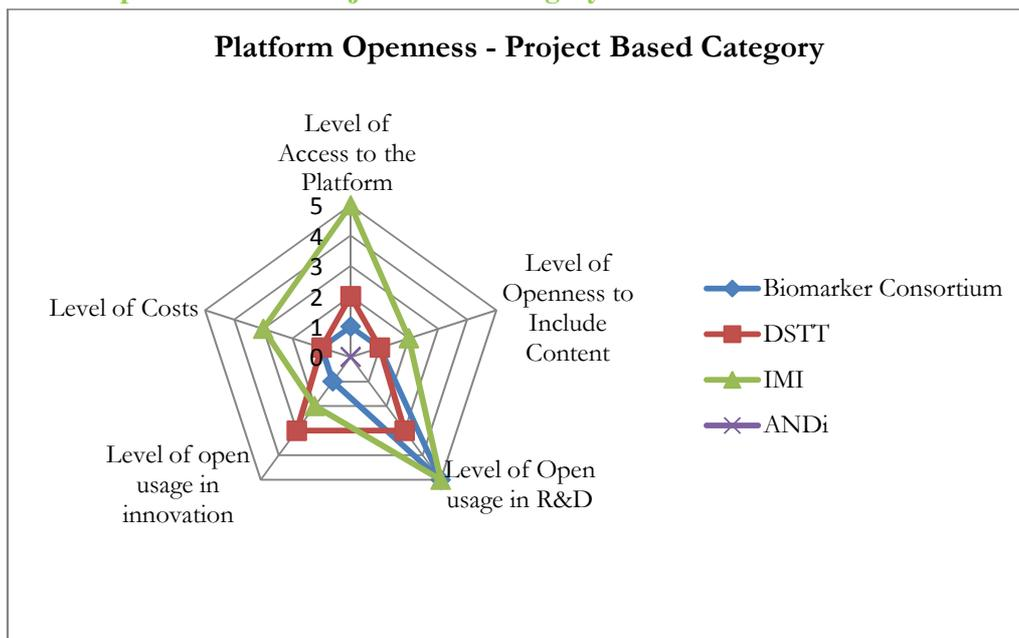 Platform Openness - Project Based Category
Level of
Access to the
Platform
5
4
3
2
1
0
Level of
Openness to
Include
Content
Level of Costs
Level of open
usage in
innovation
Level of Open
usage in R&D
Biomarker Consortium
DSTT
IMI
ANDi